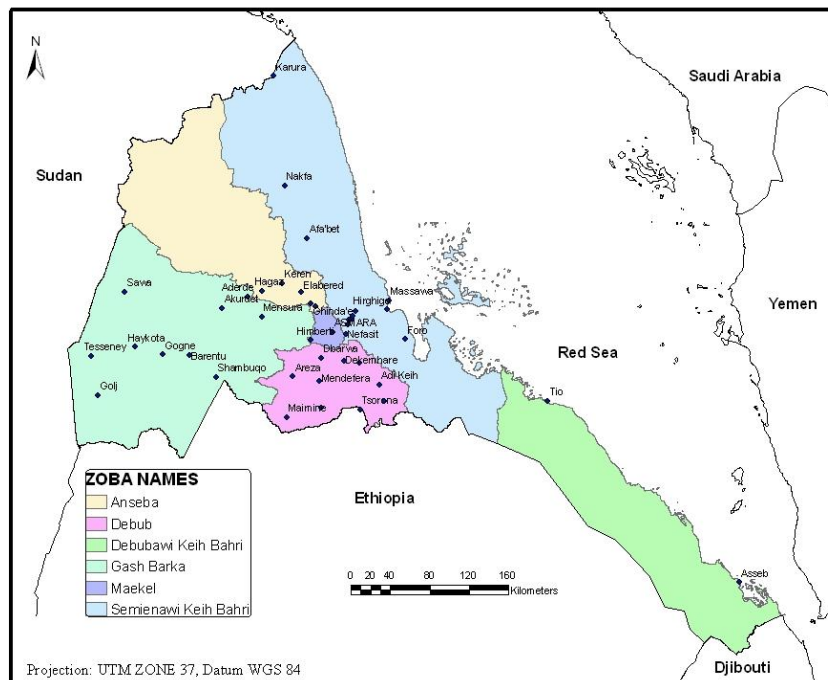 N
Karura
Saudi Arabia
Sudan
Nakfa
Afa'bet
Keren
Hagaz
Elabered
Sawa
Aderde
Akurdet
Mensura
Ghinda'e
Hirghigo
Massawa
Yemen
ASMARA
Himbert
Nefasit
Foro
Red Sea
Haykota
Tesseney
Gogne
Barentu
Dbarwa
Dekemhare
Shambuqo
Areza
Mendefera
Adi Keih
Golj
Maimine
Tsorona
Tio
ZOBA NAMES
Anseba
Debub
Debubawi Keih Bahri
Gash Barka
Maekel
Semienawi Keih Bahri
Ethiopia
0 20 40 80 120 160
Kilometers
Asseb
Djibouti
Projection: UTM ZONE 37, Datum WGS 84